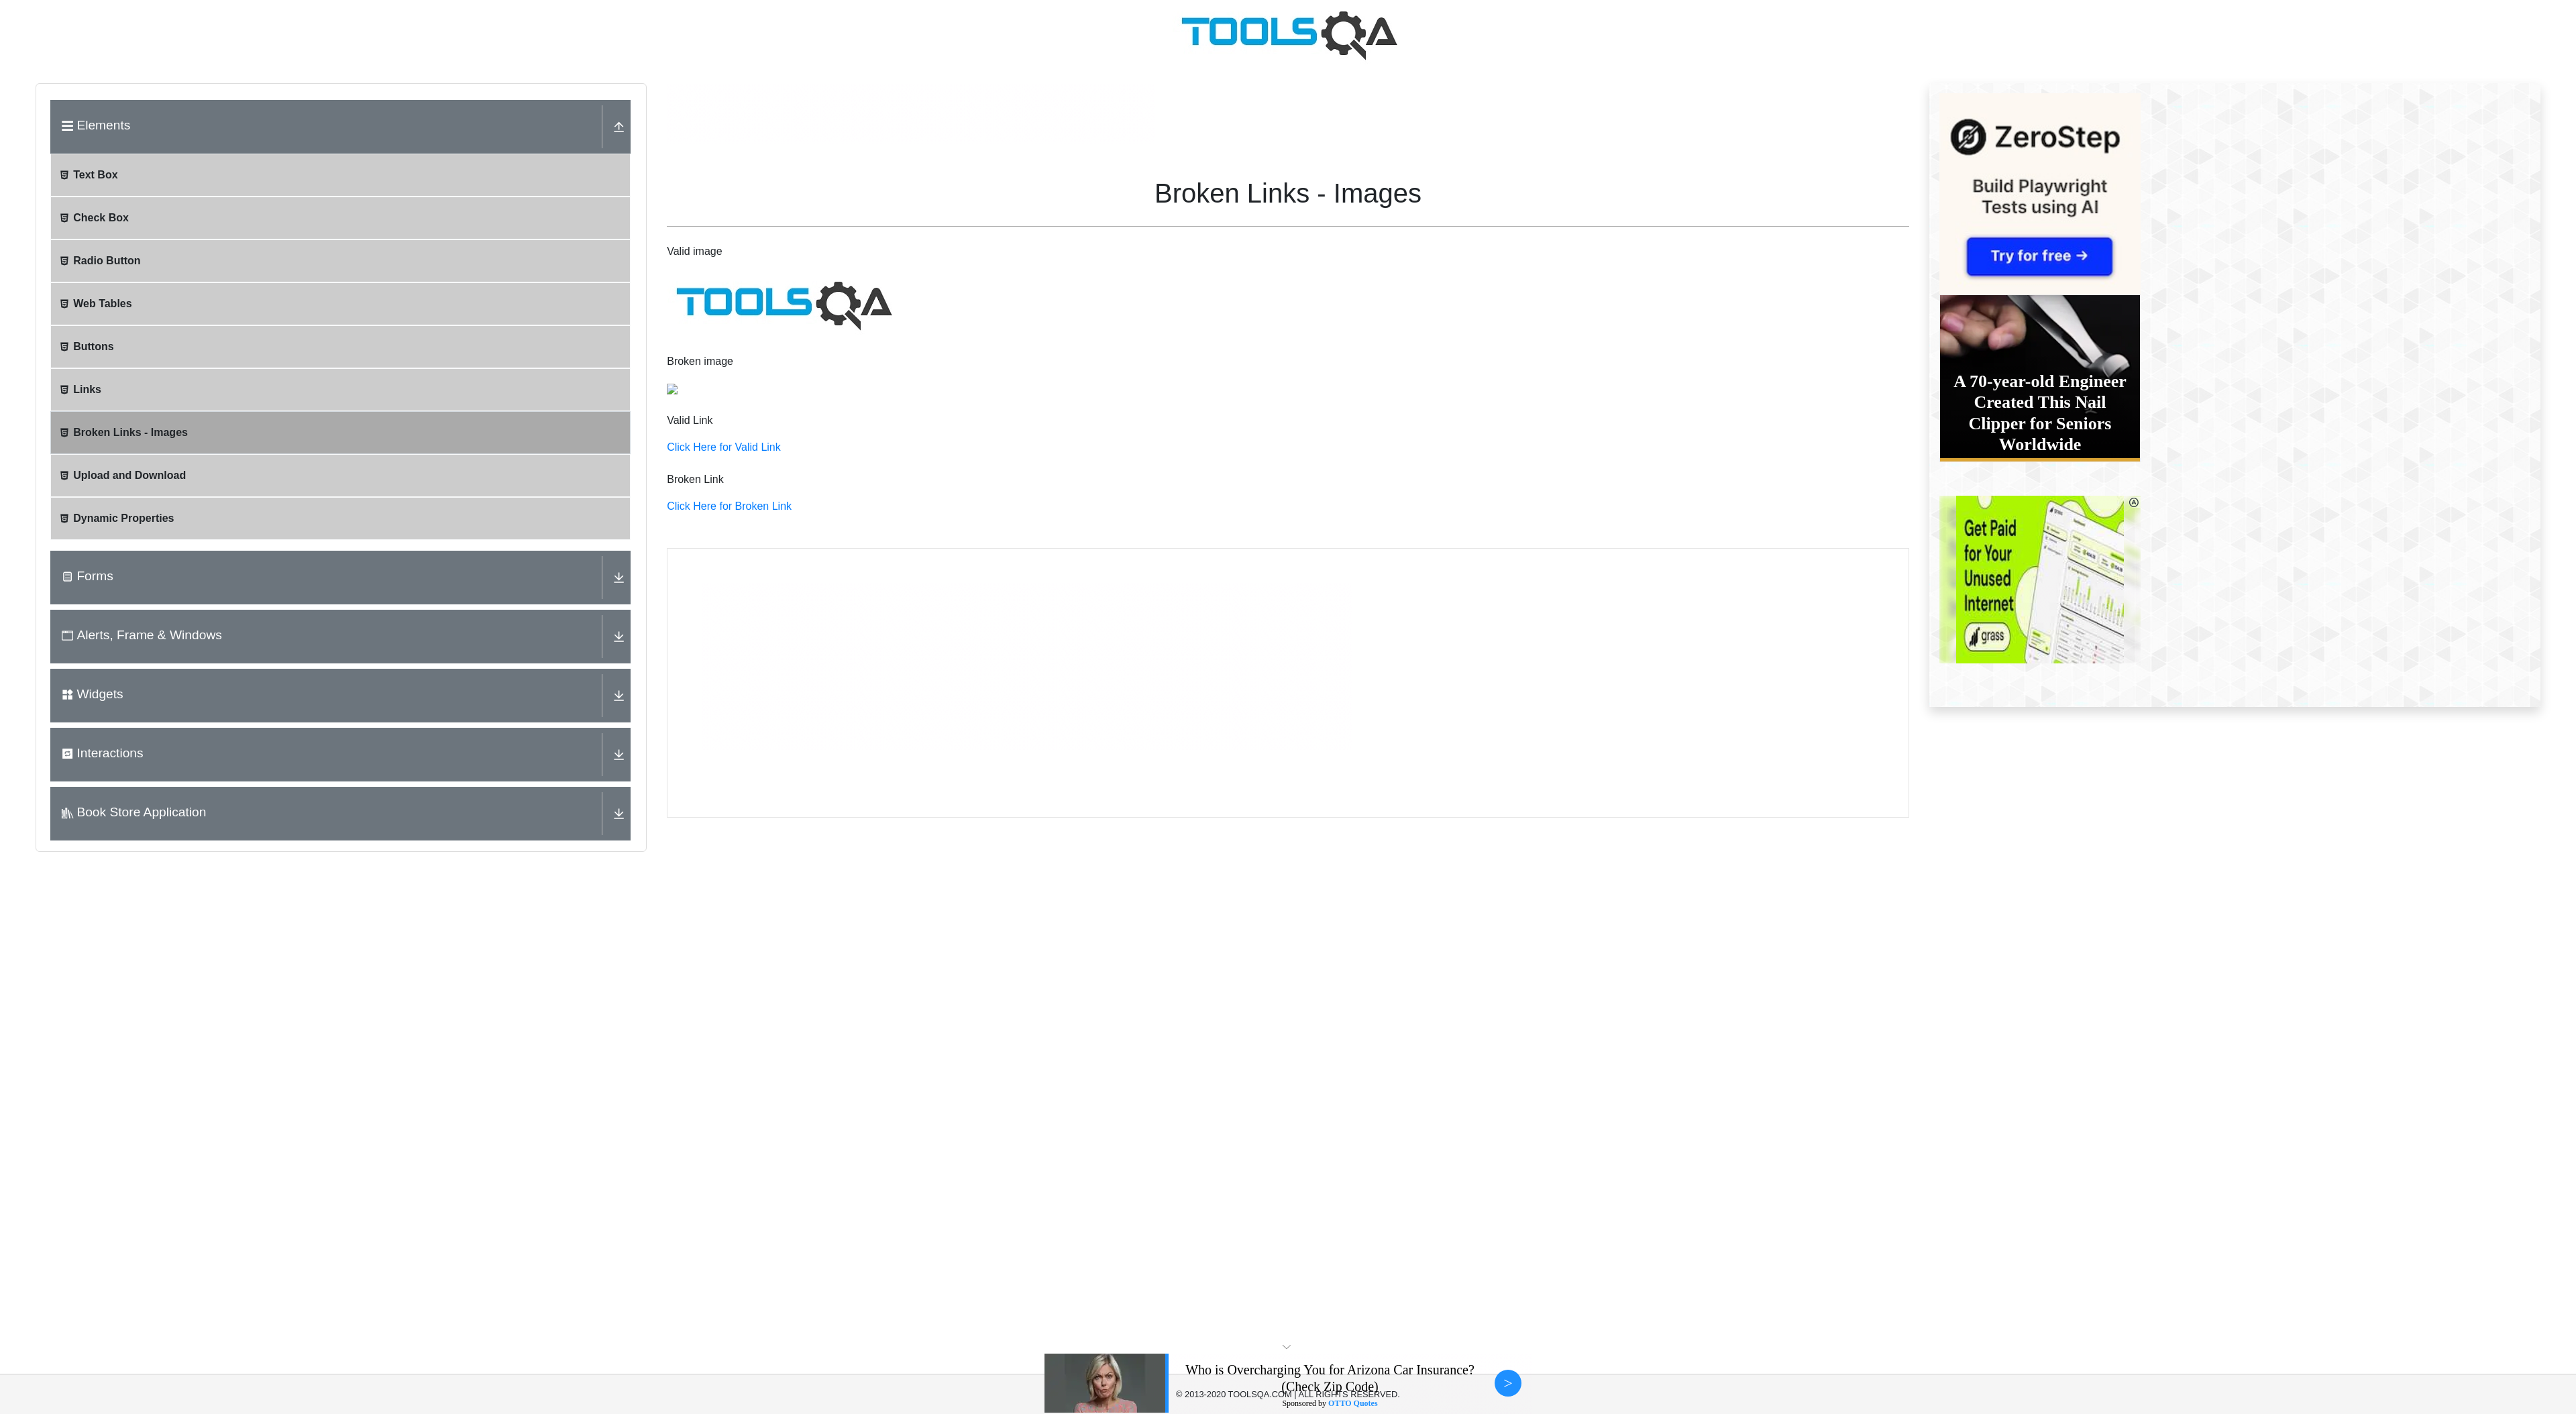 TOOLSQA
Elements
Text Box
Check Box
Radio Button
Web Tables
Buttons
Links
Broken Links - Images
Upload and Download
Dynamic Properties
Forms
Alerts, Frame & Windows
Widgets
Interactions
Book Store Application
Broken Links - Images
Valid image
TOOLSQA
Broken image
Valid Link
Click Here for Valid Link
Broken Link
Click Here for Broken Link
ZeroStep
Build Playwright
Tests using AI
Try for free →
A 70-year-old Engineer
Created This Nail
Clipper for Seniors
Worldwide
Get Paid
for Your
Unused
Internet
grass
Who is Overcharging You for Arizona Car Insurance?
(Check Zip Code)
>
© 2013-2020 TOOLSQA.COM | ALL RIGHTS RESERVED.
Sponsored by OTTO Quotes